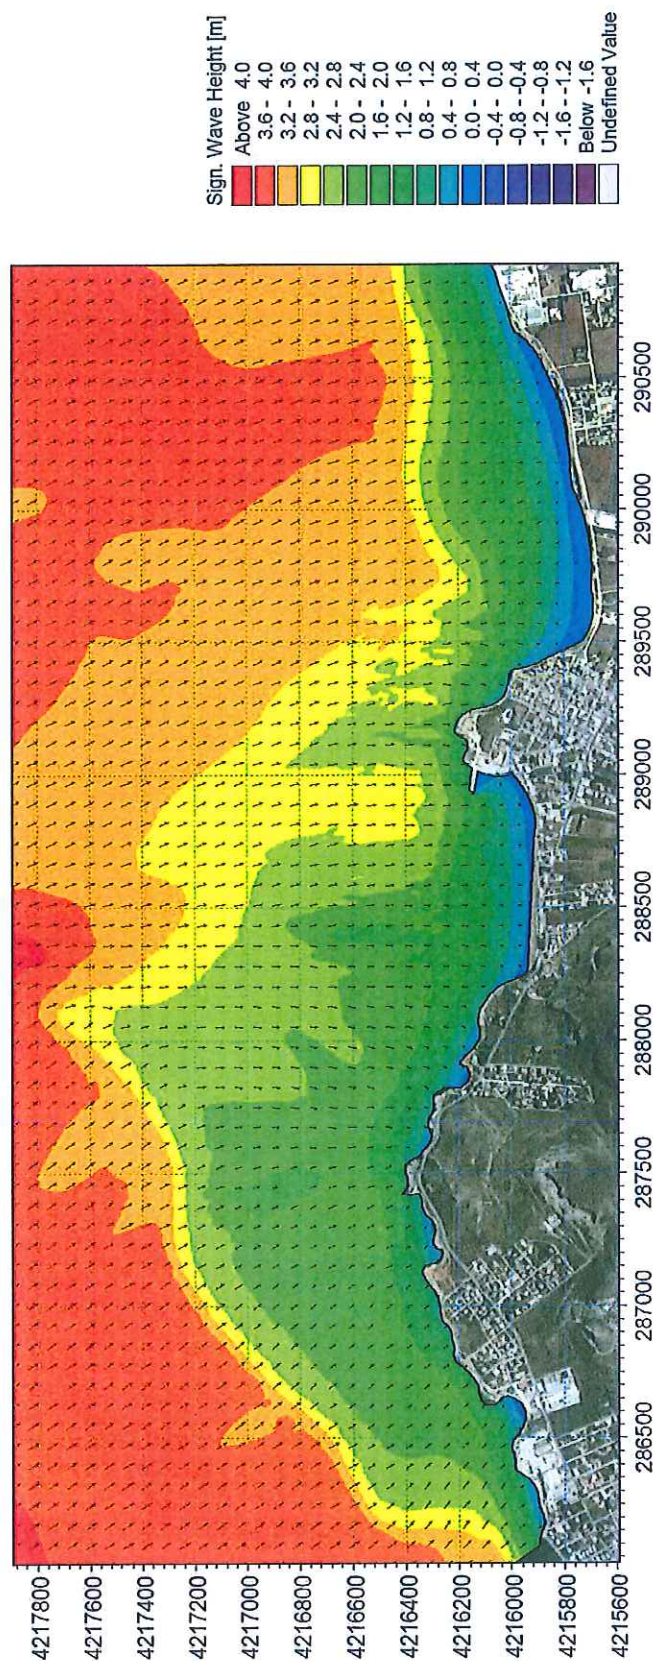 Sign. Wave Height [m]
Above 4.0
3.6 - 4.0
3.2 - 3.6
2.8 - 3.2
2.4 - 2.8
2.0 - 2.4
1.6 - 2.0
1.2 - 1.6
0.8 - 1.2
0.4 - 0.8
0.0 - 0.4
-0.4 - 0.0
-0.8 - -0.4
-1.2 - -0.8
-1.6 - -1.2
Below -1.6
Undefined Value
4217800
4217600
4217400
4217200
4217000
4216800
4216600
4216400
4216200
4216000
4215800
4215600
286500
287000
287500
288000
288500
289000
289500
290000
290500